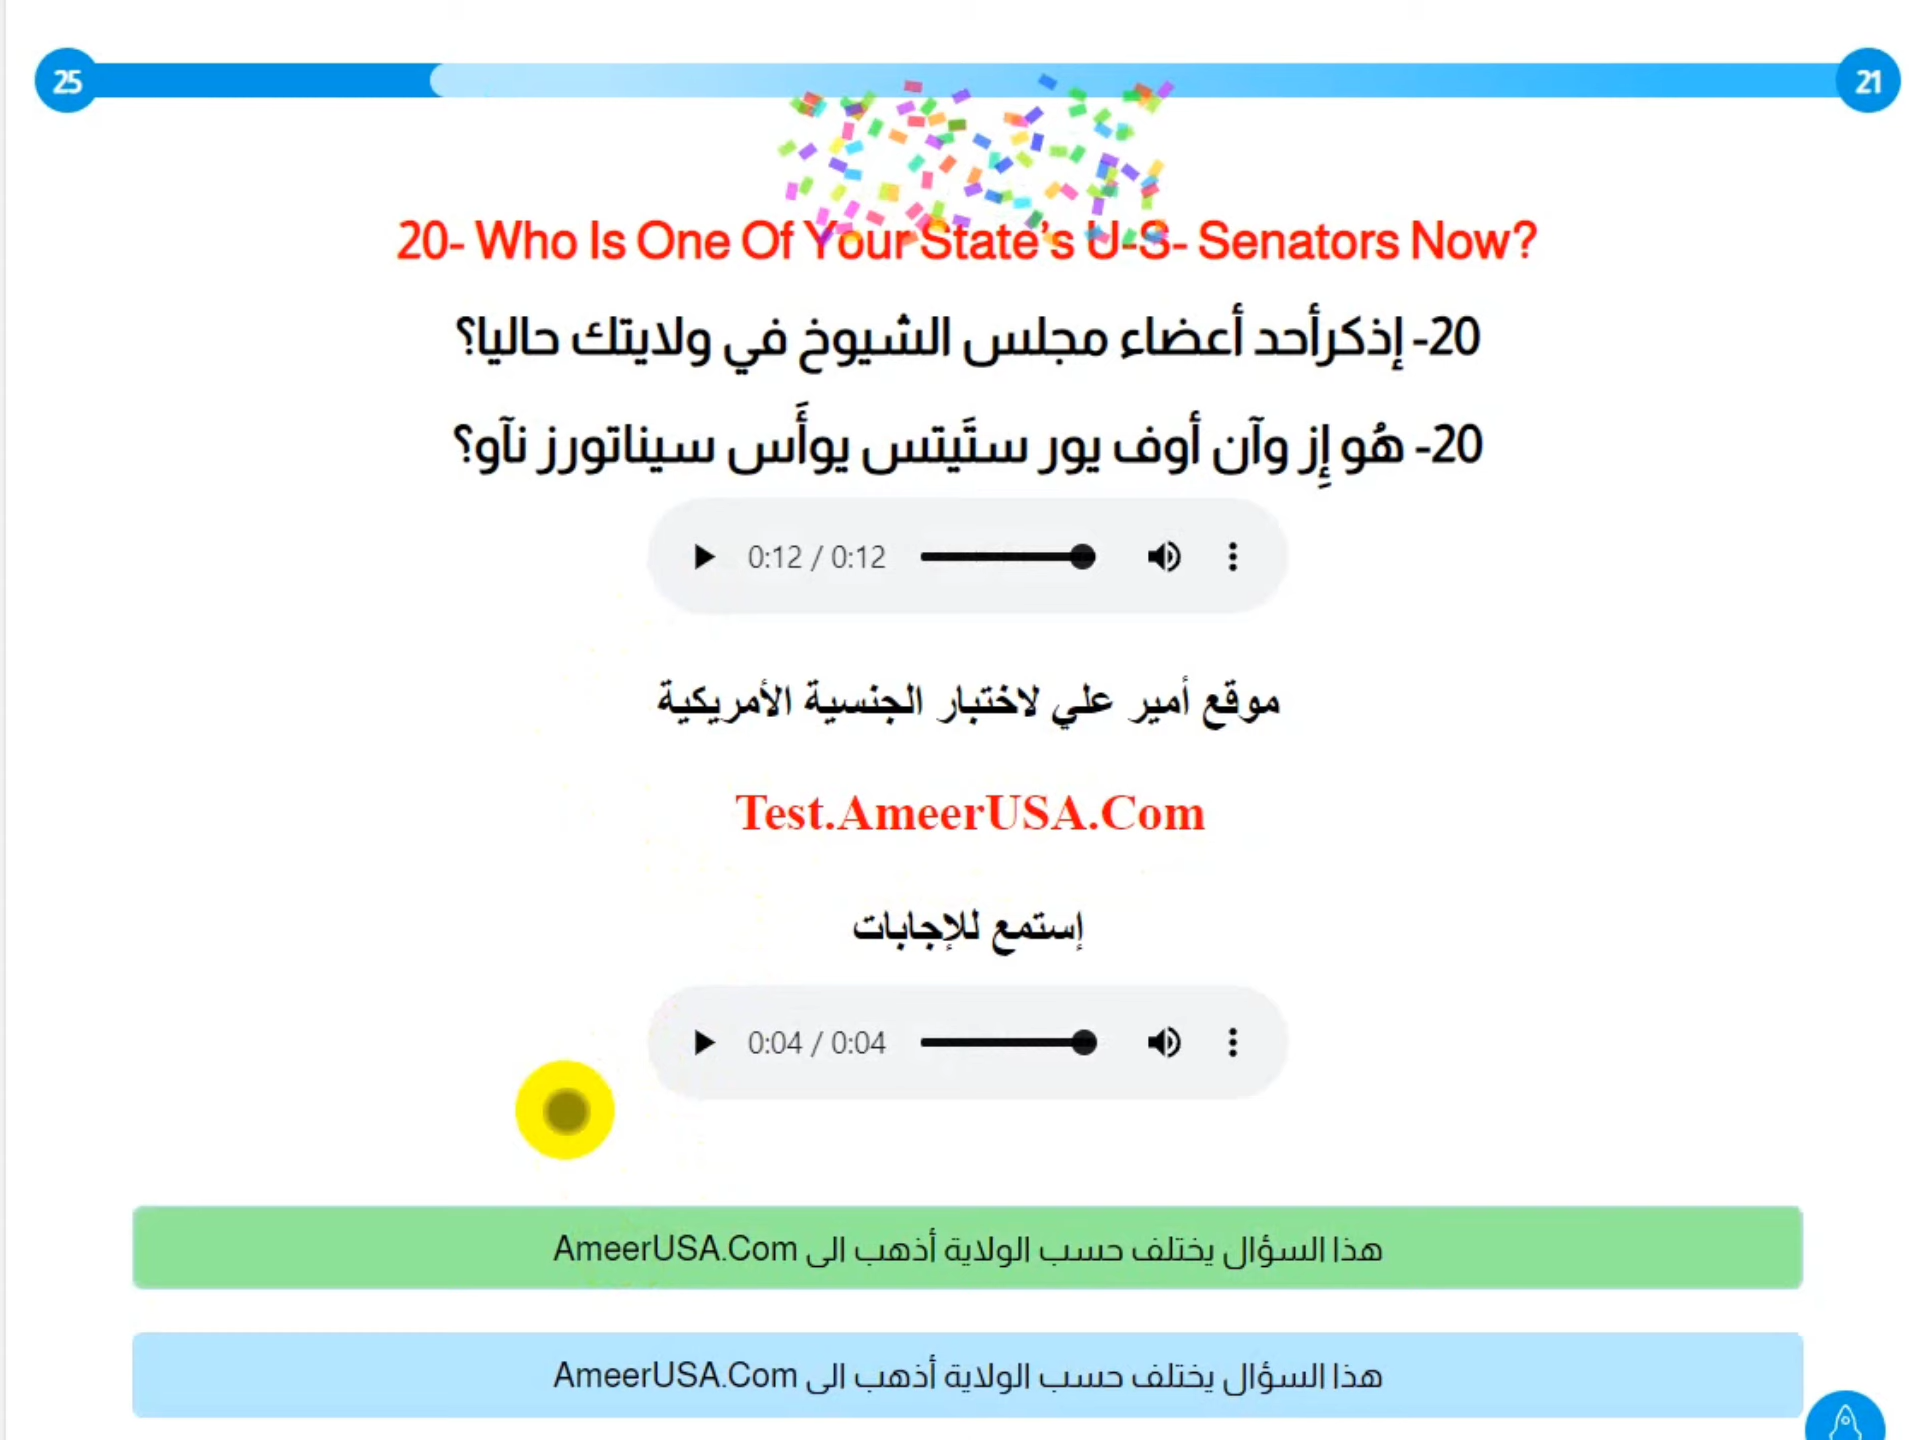 25
21
20- Who Is One Of Your State's U-S- Senators Now?
20- إذكرأحد أعضاء مجلس الشيوخ في ولايتك حاليا؟
20- هُو إِز وآن أوف يور ستَيتس يوأَس سيناتورز نآو؟
0:12 / 0:12
موقع أمير علي لاختبار الجنسية الأمريكية
Test.AmeerUSA.Com
إستمع للإجابات
0:04 / 0:04
هذا السؤال يختلف حسب الولاية أذهب الى AmeerUSA.Com
هذا السؤال يختلف حسب الولاية أذهب الى AmeerUSA.Com